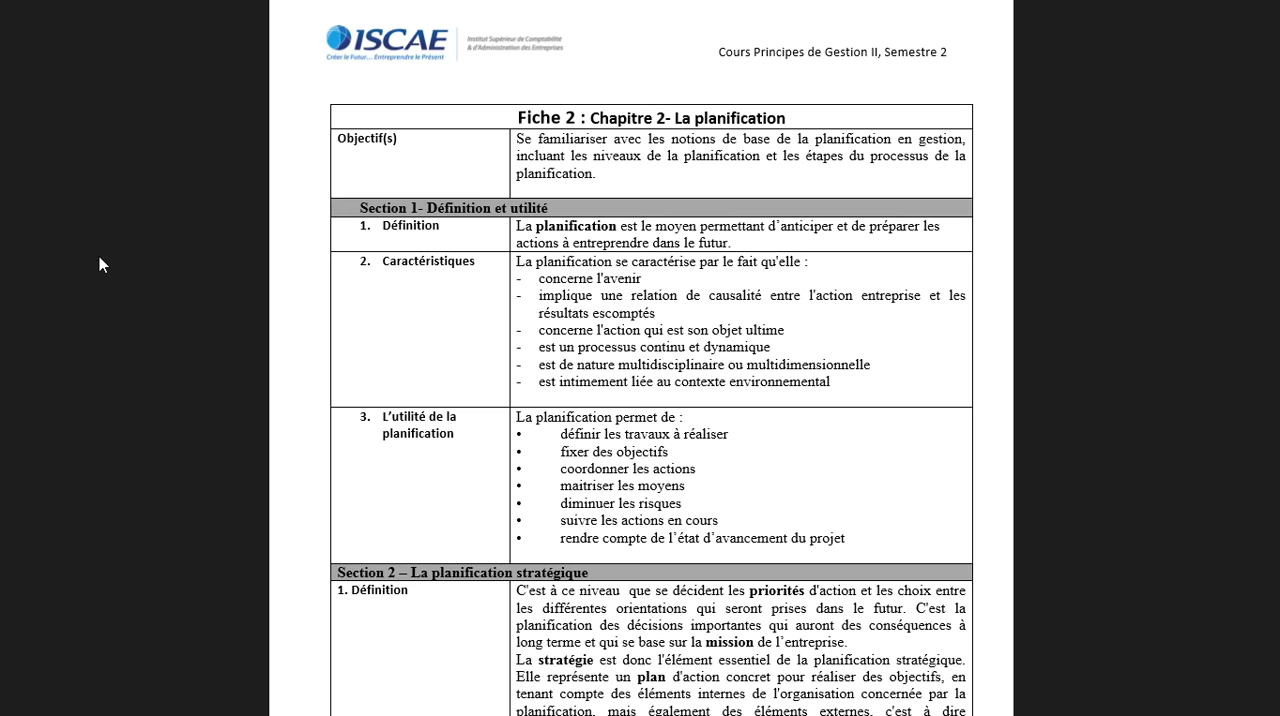 ISCAE
Créer le Futur... Entreprendre le Présent
Institut Supérieur de Comptabilité
& d'Administration des Entreprises
Cours Principes de Gestion II, Semestre 2
Fiche 2 : Chapitre 2- La planification
Objectif(s)
Se familiariser avec les notions de base de la planification en gestion,
incluant les niveaux de la planification et les étapes du processus de la
planification.
Section 1- Définition et utilité
1. Définition
La planification est le moyen permettant d'anticiper et de préparer les
actions à entreprendre dans le futur.
2. Caractéristiques
La planification se caractérise par le fait qu'elle :
- concerne l'avenir
- implique une relation de causalité entre l'action entreprise et les
résultats escomptés
- concerne l'action qui est son objet ultime
- est un processus continu et dynamique
- est de nature multidisciplinaire ou multidimensionnelle
- est intimement liée au contexte environnemental
3. L'utilité de la
planification
La planification permet de :
• définir les travaux à réaliser
• fixer des objectifs
• coordonner les actions
• maitriser les moyens
• diminuer les risques
• suivre les actions en cours
• rendre compte de l'état d'avancement du projet
Section 2 – La planification stratégique
1. Définition
C'est à ce niveau que se décident les priorités d'action et les choix entre
les différentes orientations qui seront prises dans le futur. C'est la
planification des décisions importantes qui auront des conséquences à
long terme et qui se base sur la mission de l'entreprise.
La stratégie est donc l'élément essentiel de la planification stratégique.
Elle représente un plan d'action concret pour réaliser des objectifs, en
tenant compte des éléments internes de l'organisation concernée par la
planification, mais également des éléments externes, c'est à dire